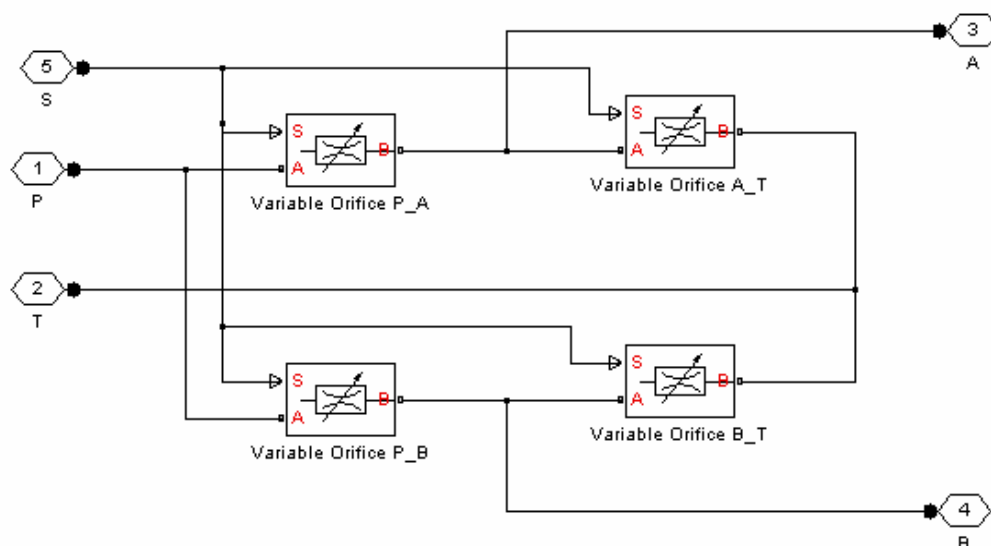 3
A
5
S
S
A
B
Variable Orifice A_T
S
A
B
Variable Orifice P_A
1
P
2
T
S
A
B
Variable Orifice B_T
S
A
B
Variable Orifice P_B
4
B